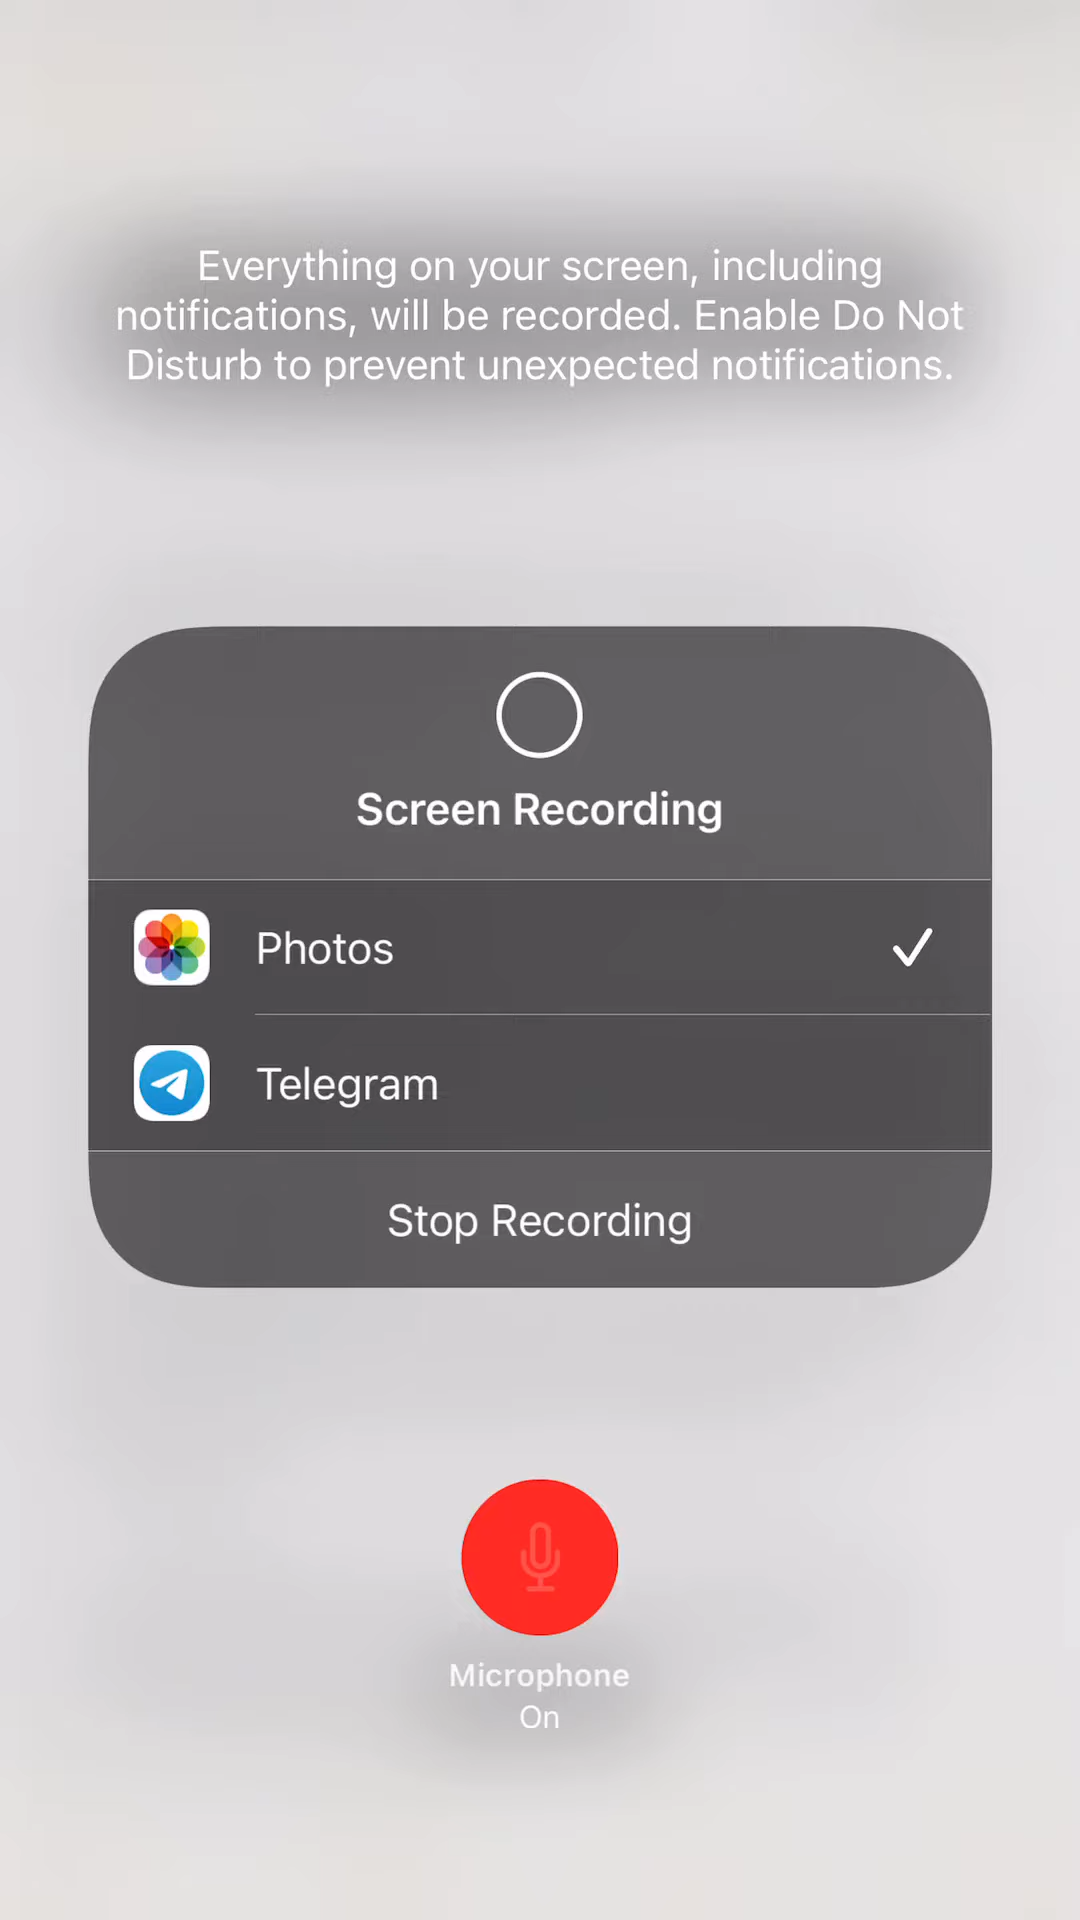 Everything on your screen, including
notifications, will be recorded. Enable Do Not
Disturb to prevent unexpected notifications.
Screen Recording
Photos
Telegram
Stop Recording
Microphone
On